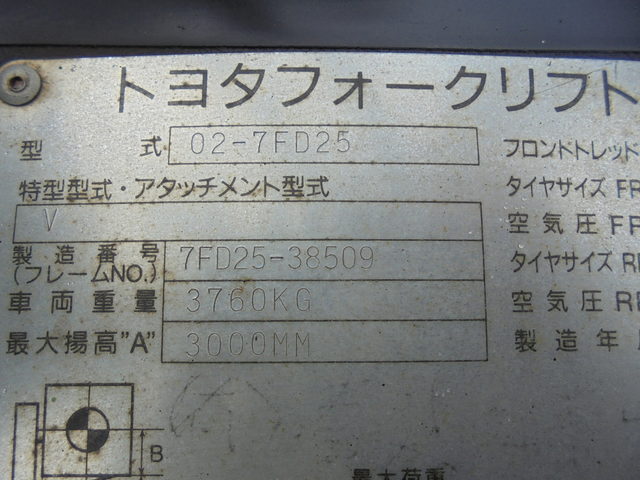 トヨタフォークリフト
型 式 02-7FD25 フロントトレッド
特型型式・アタッチメント型式 タイヤサイズ FR
V 空気圧 FR
製造番号 7FD25-38509 タイヤサイズ RR
(フレームNO.)
車両重量 3760KG 空気圧 RR
最大揚高"A" 3000MM 製造年
B
最大荷重